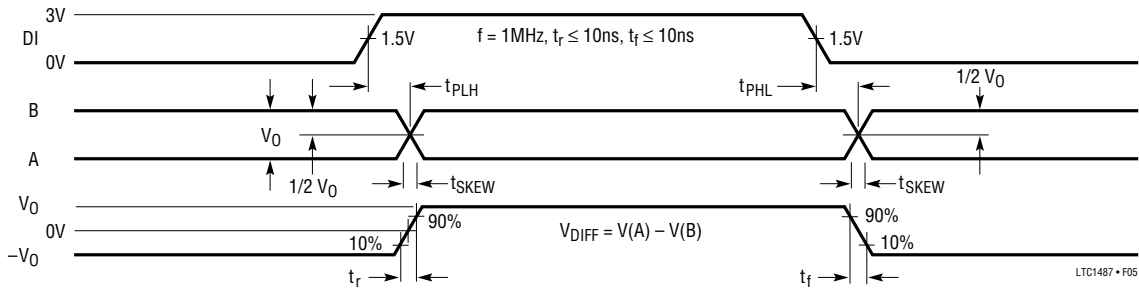 3V
DI
0V
1.5V
f = 1MHz, tr ≤ 10ns, tf ≤ 10ns
1.5V
tPLH
tPHL
1/2 VO
B
VO
A
1/2 VO
tSKEW
tSKEW
VO
0V
–VO
10%
90%
VDIFF = V(A) – V(B)
90%
10%
tr
tf
LTC1487 • F05